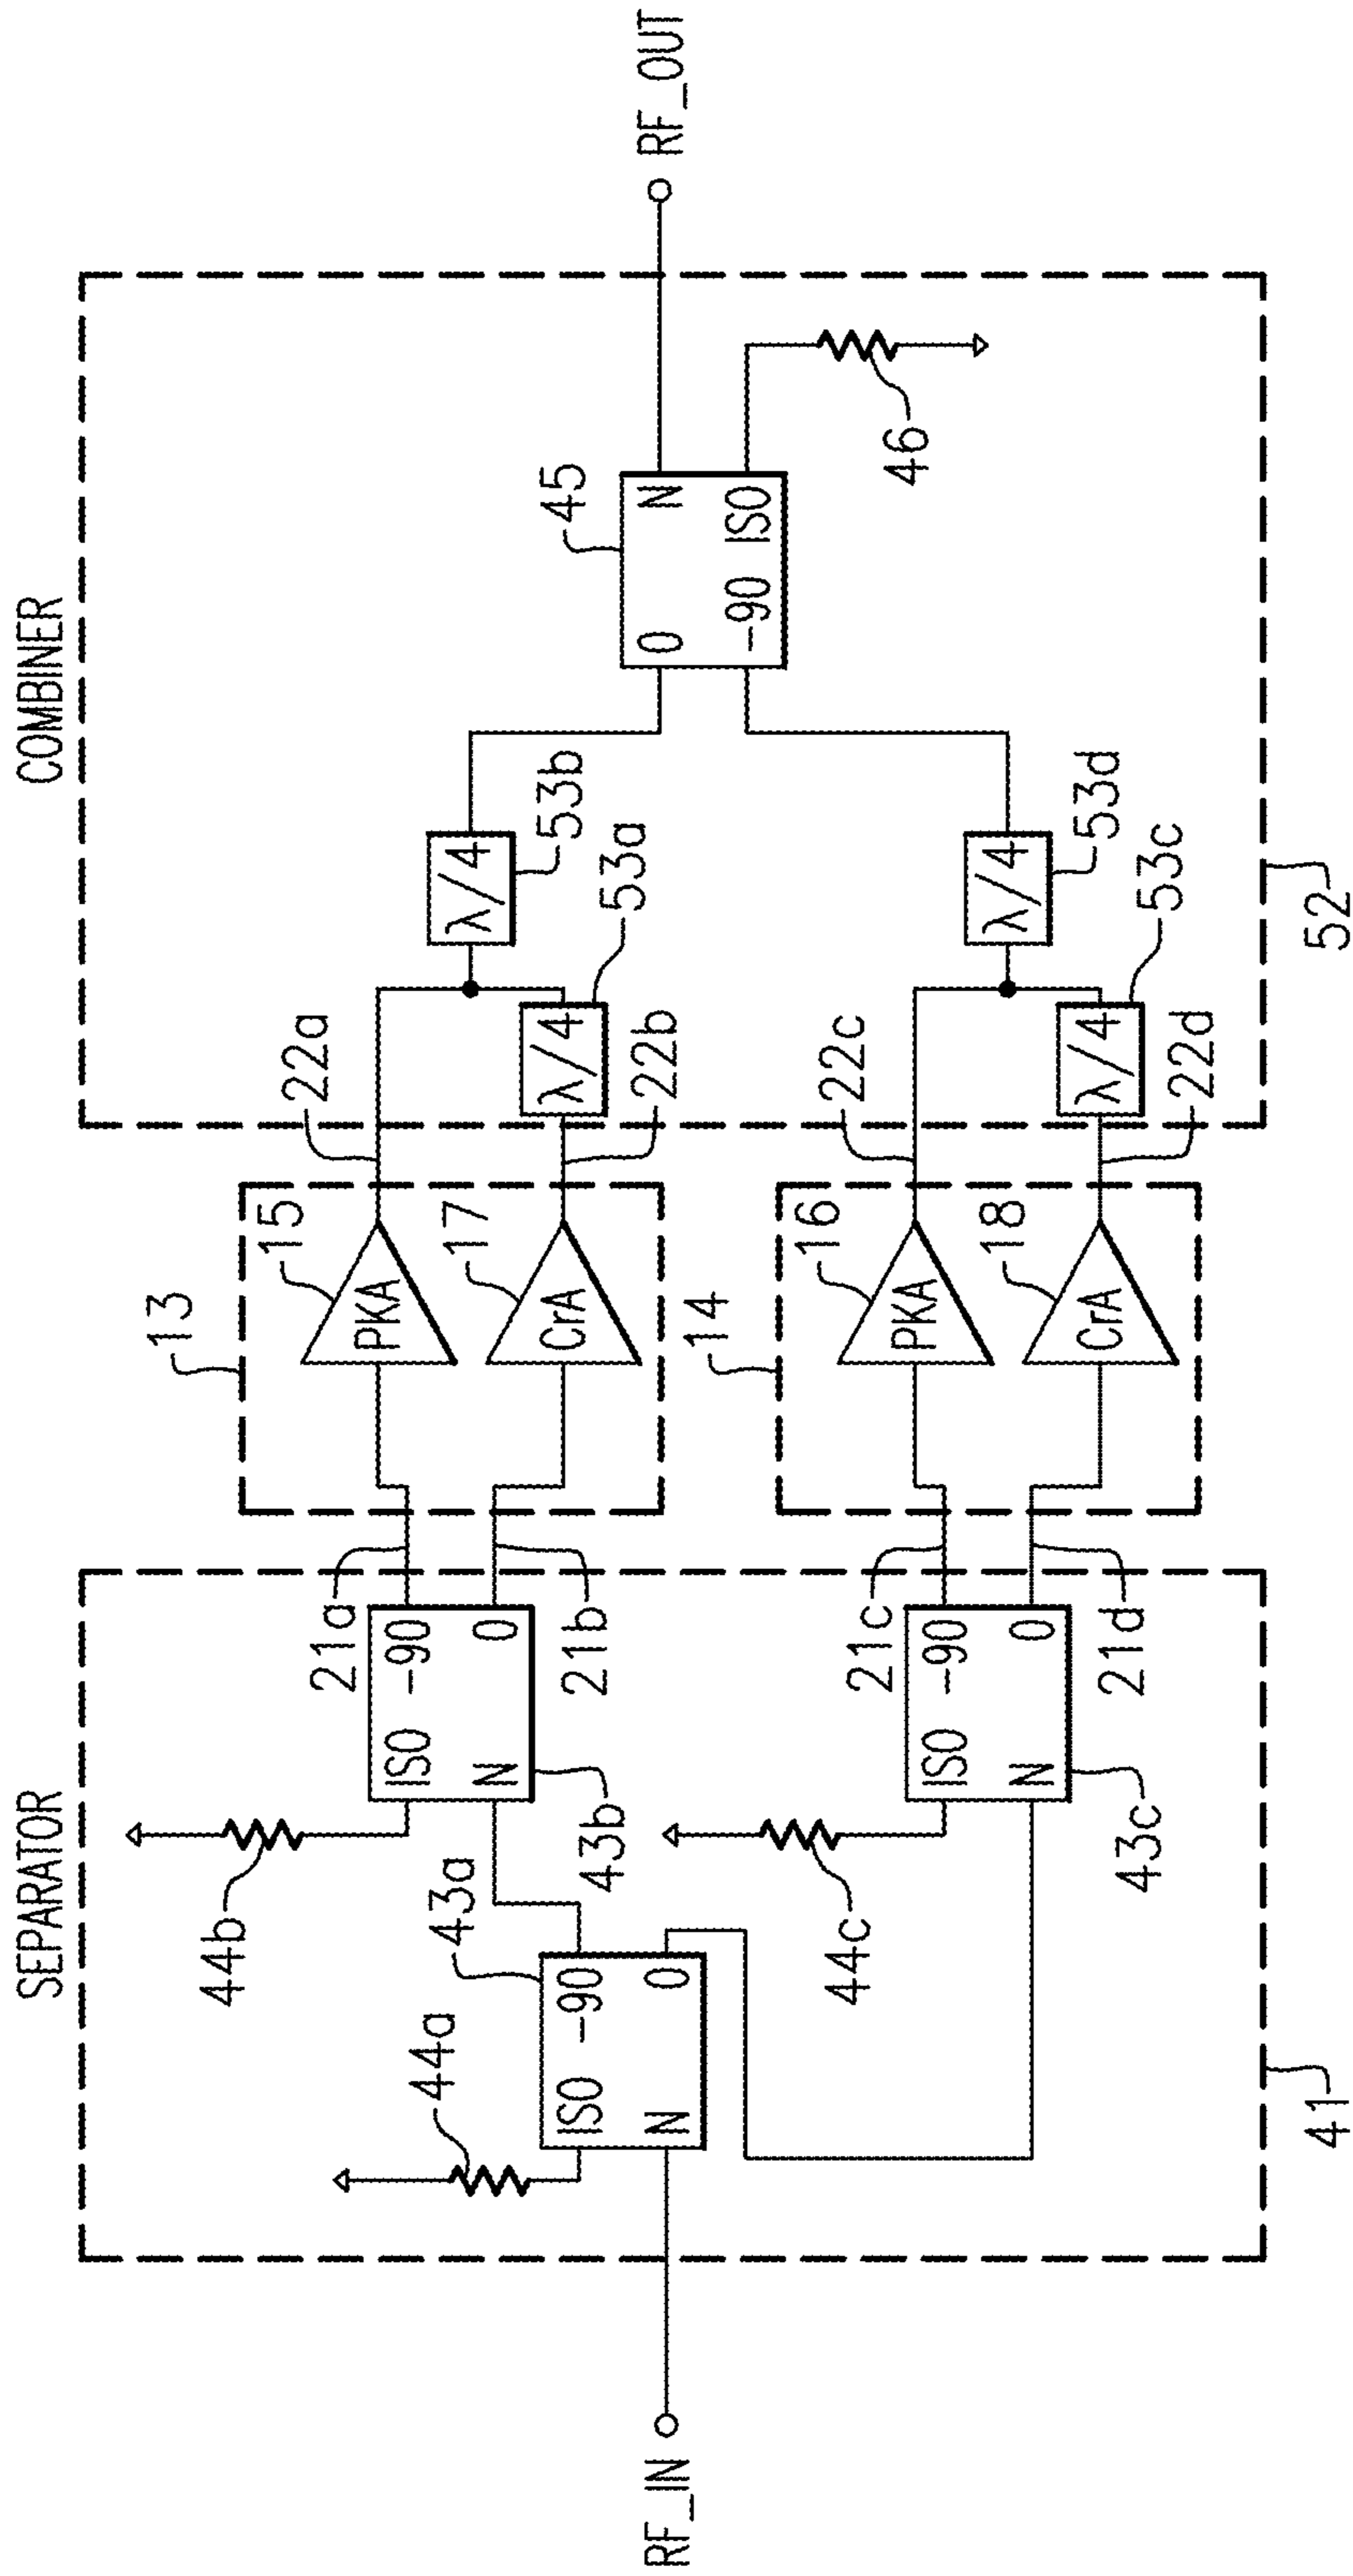 SEPARATOR
COMBINER
RF_IN
44a
43a
ISO -90
N 0
44b
ISO -90
N 0
43b
21a
21b
44c
ISO -90
N 0
43c
21c
21d
41
13
15
PKA
17
CrA
14
16
PKA
18
CrA
22a
22b
22c
22d
λ/4
53a
λ/4
53b
λ/4
53c
λ/4
53d
45
0 N
-90 ISO
46
52
RF_OUT